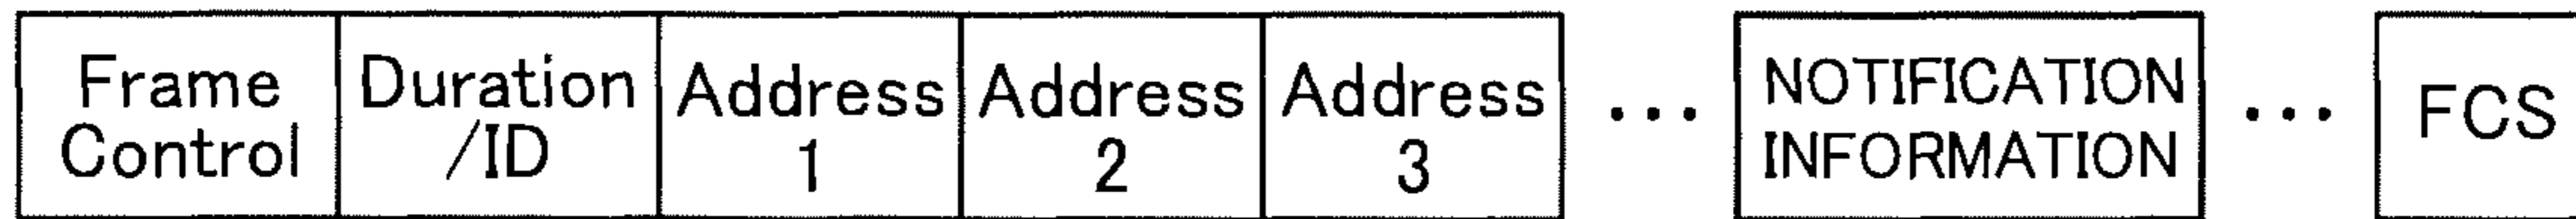 Frame Control
Duration /ID
Address 1
Address 2
Address 3
...
NOTIFICATION INFORMATION
...
FCS